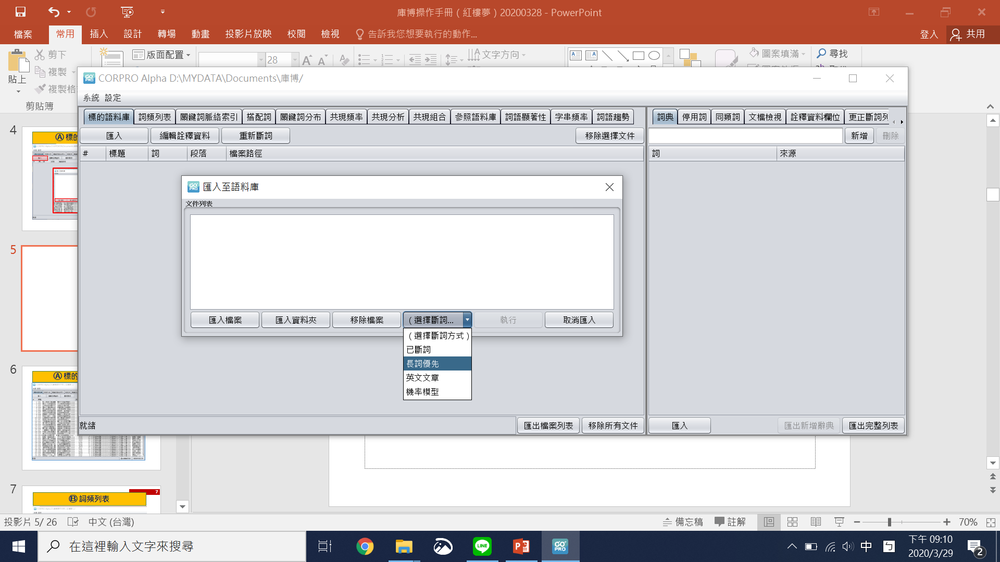 庫博操作手冊 ( 紅樓夢 ) 20200328 - PowerPoint
檔案 常用 插入 設計 轉場 動畫 投影片放映 校閱 檢視 告訴我您想要執行的動作... 登入 共用
剪下
複製
貼上
剪貼簿
版面配置
28
文字方向
圖案填滿
尋找
CORPRO Alpha D:\MYDATA\Documents\庫博/
系統 設定
標的語料庫 詞頻列表 關鍵詞脈絡索引 搭配詞 關鍵詞分布 共現頻率 共現分析 共現組合 參照語料庫 詞語顯著性 字串頻率 詞語趨勢
匯入 編輯詮釋資料 重新斷詞 移除選擇文件
# 標題 詞 段落 檔案路徑
詞典 停用詞 同類詞 文檔檢視 詮釋資料欄位 更正斷詞列
新增 刪除
詞 來源
GO PRO 匯入至語料庫
文件列表
匯入檔案 匯入資料夾 移除檔案 ( 選擇斷詞... 執行 取消匯入
( 選擇斷詞方式 )
已斷詞
長詞優先
英文文章
機率模型
就緒
匯出檔案列表 移除所有文件
匯入 匯出新增辭典 匯出完整列表
4
Ⓐ 標的
5
6
Ⓐ 標的
7
7
Ⓑ 詞頻列表
投影片 5/ 26 中文 (台灣)
備忘稿 註解 70%
在這裡輸入文字來搜尋
LINE
GO PRO
中
下午 09:10
2020/3/29
2